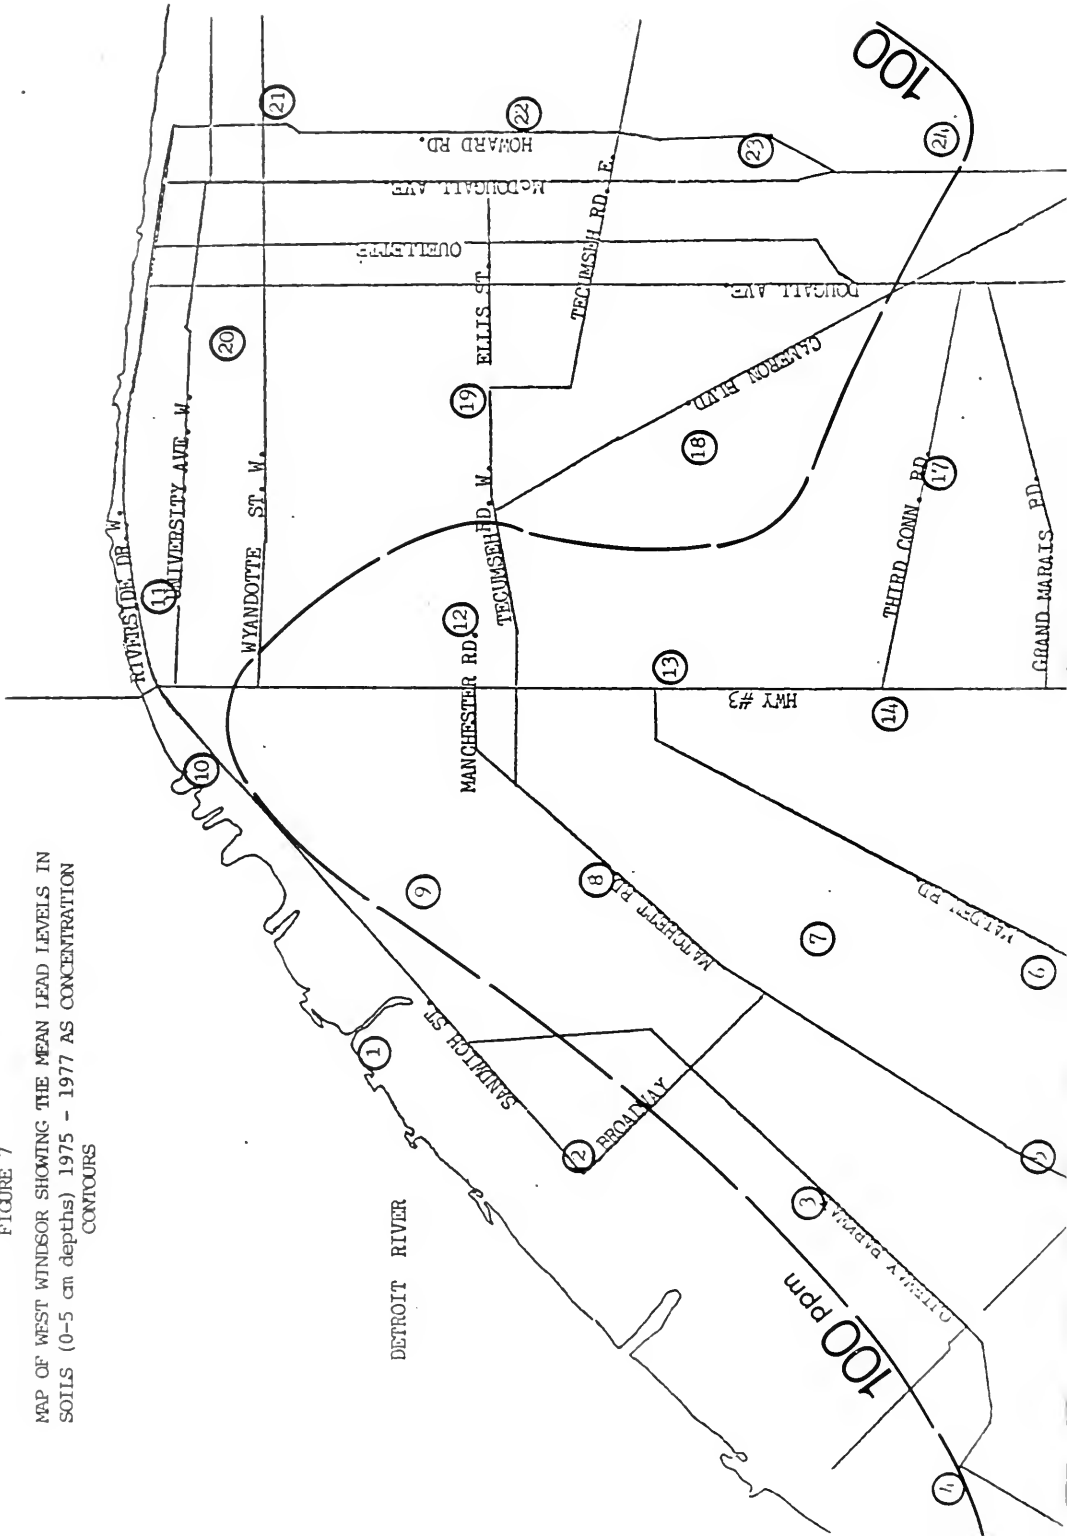 FIGURE 7
MAP OF WEST WINDSOR SHOWING THE MEAN LEAD LEVELS IN
SOILS (0-5 cm depths) 1975 - 1977 AS CONCENTRATION
CONTOURS
DETROIT RIVER
RIVERSIDE DR. W.
UNIVERSITY AVE. W.
WYANDOTTE ST. W.
SANDWICH ST.
BROADWAY
MANCHESTER RD.
TECUMSEH RD. W.
ELLIS ST.
TECUMSEH RD. E.
HOWARD RD.
McDOUGALL AVE.
OUELLETTE
DOUGALL AVE.
CAMERON BLVD.
MATCHETT RD.
MALDEN RD
HWY #3
THIRD CONN. RD.
GRAND MARAIS RD.
OJIBWAY PARKWAY
100 ppm
100
1
2
3
4
5
6
7
8
9
10
11
12
13
14
17
18
19
20
21
22
23
24